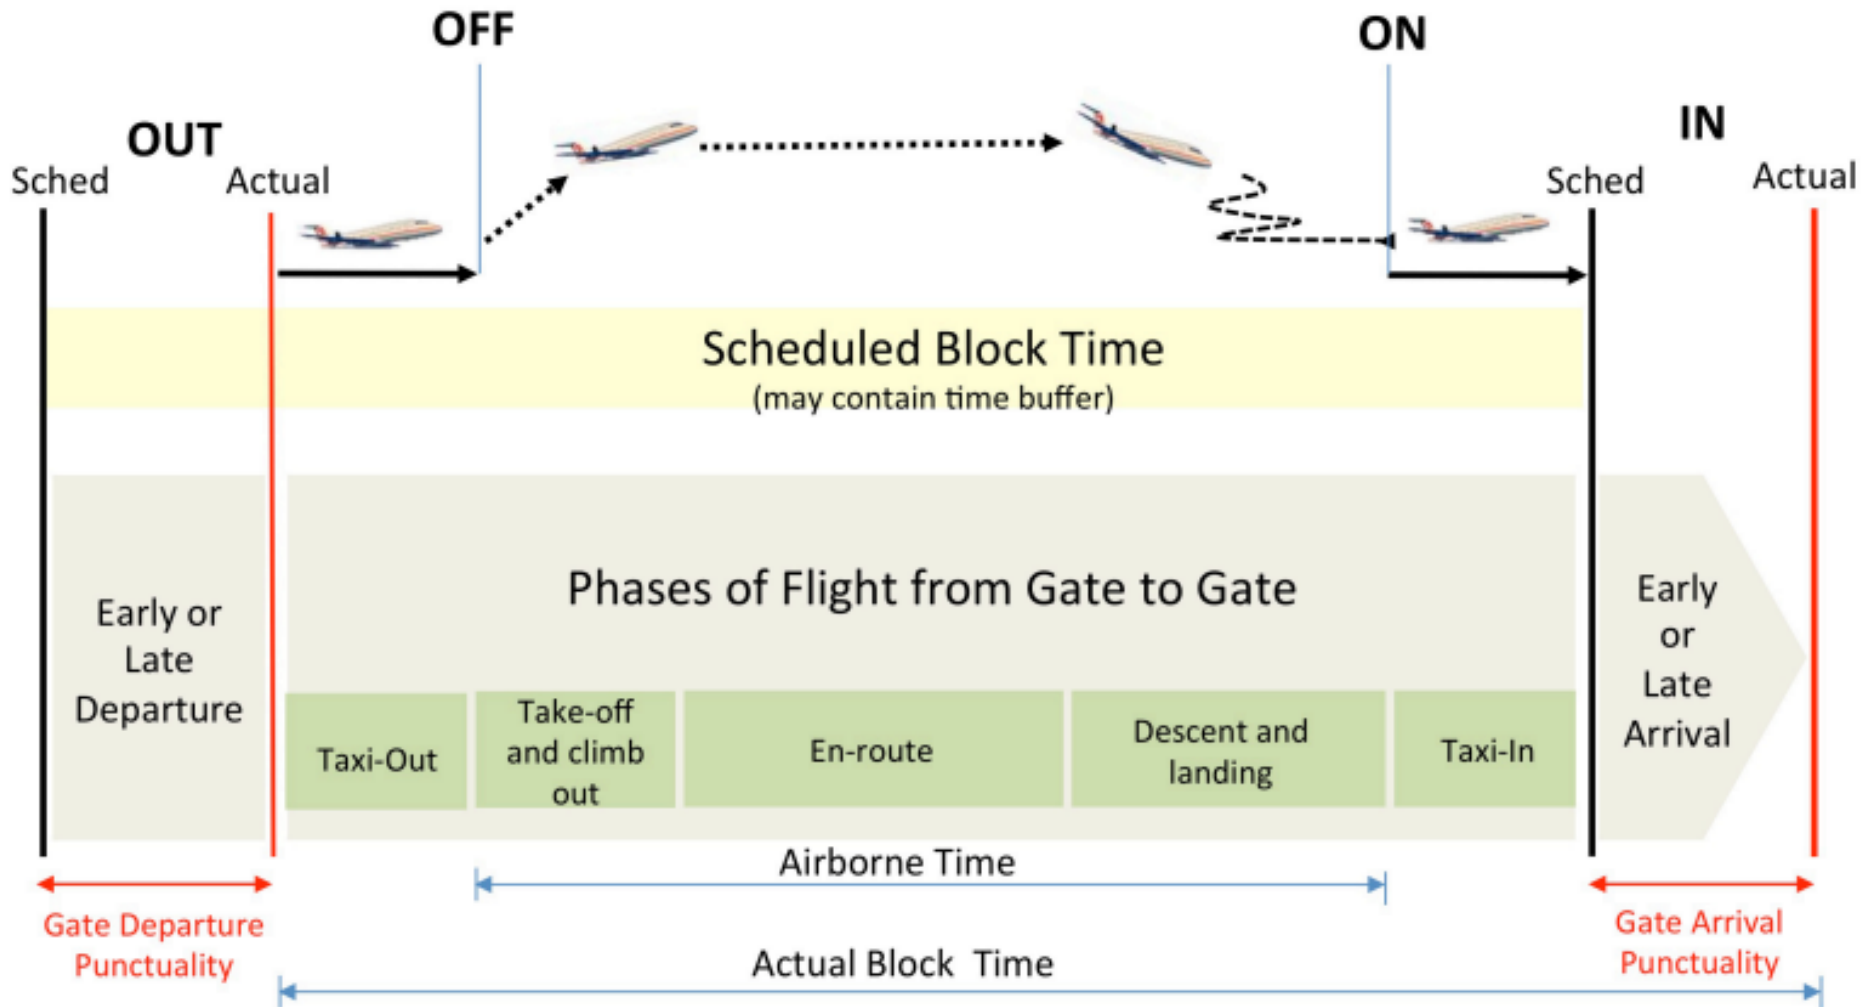 OFF
ON
OUT
IN
Sched
Actual
Sched
Actual
Scheduled Block Time
(may contain time buffer)
Phases of Flight from Gate to Gate
Early or
Late
Departure
Early
or
Late
Arrival
Taxi-Out
Take-off
and climb
out
En-route
Descent and
landing
Taxi-In
Airborne Time
Gate Departure
Punctuality
Gate Arrival
Punctuality
Actual Block Time